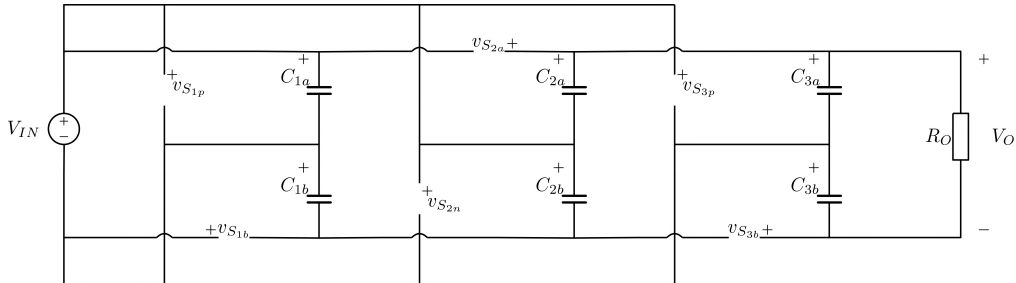 v_{S_{2a}} +
+ + + +
C_{1a} C_{2a} C_{3a}
+ v_{S_{1p}} + v_{S_{3p}}
V_{IN} + − R_O V_O
+ + +
C_{1b} C_{2b} C_{3b}
+ v_{S_{2n}}
+ v_{S_{1b}} v_{S_{3b}} + −